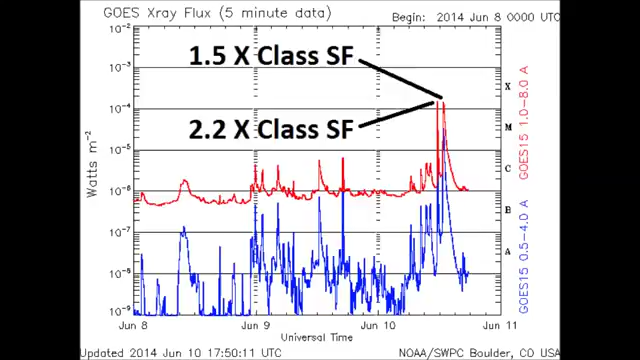 GOES Xray Flux (5 minute data)
Begin: 2014 Jun 8 0000 UTC
1.5 X Class SF
2.2 X Class SF
10-2
10-3
10-4
10-5
10-6
10-7
10-8
10-9
Watts m-2
X
M
C
B
A
GOES15 1.0-8.0 A
GOES15 0.5-4.0 A
Jun 8
Jun 9
Jun 10
Jun 11
Universal Time
Updated 2014 Jun 10 17:50:11 UTC
NOAA/SWPC Boulder, CO USA